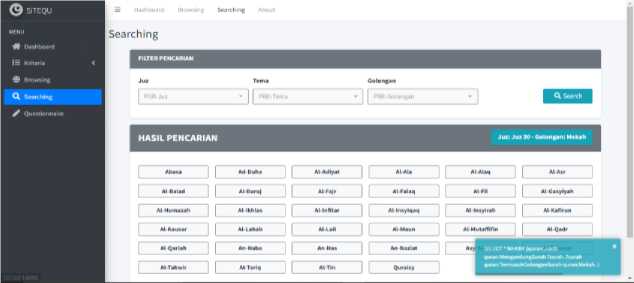 SITEQU
Dashboard Browsing Searching About
MENU
Dashboard
Kriteria
Browsing
Searching
Questionnaire
Searching
FILTER PENCARIAN
Juz Tema Golongan
Pilih Juz Pilih Tema Pilih Golongan Search
HASIL PENCARIAN Juz: Juz 30 - Golongan: Mekah
Abasa Ad-Duha Al-Adiyat Al-Ala Al-Alaq Al-Asr
Al-Balad Al-Buruj Al-Fajr Al-Falaq Al-Fil Al-Gasyiyah
Al-Humazah Al-Ikhlas Al-Infitar Al-Insyiqaq Al-Insyirah Al-Kafirun
Al-Kausar Al-Lahab Al-Lail Al-Maun Al-Mutaffifin Al-Qadr
Al-Qariah An-Naba An-Nas An-Naziat
At-Takwir At-Tariq At-Tin Quraisy
SELECT * WHERE